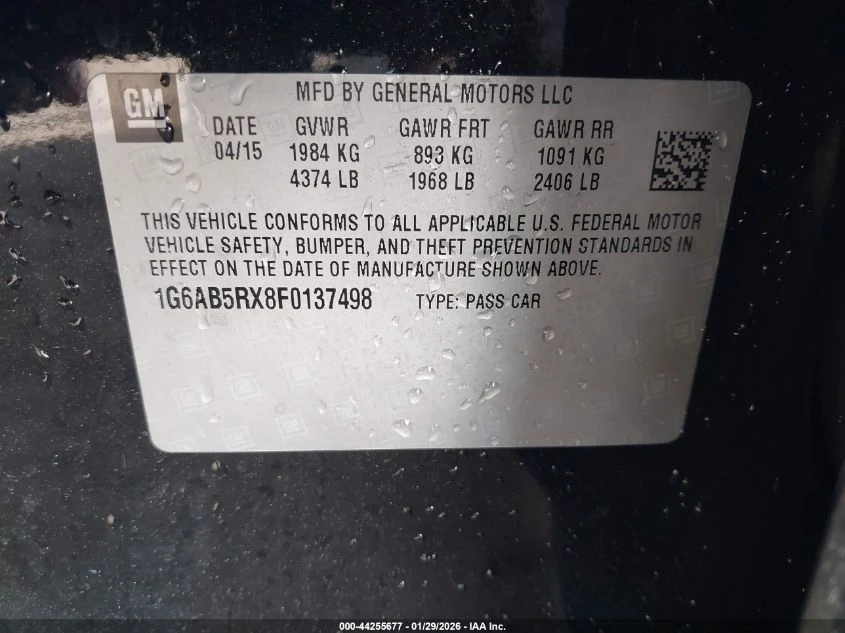 GM
MFD BY GENERAL MOTORS LLC
DATE GVWR GAWR FRT GAWR RR
04/15 1984 KG 893 KG 1091 KG
4374 LB 1968 LB 2406 LB
THIS VEHICLE CONFORMS TO ALL APPLICABLE U.S. FEDERAL MOTOR
VEHICLE SAFETY, BUMPER, AND THEFT PREVENTION STANDARDS IN
EFFECT ON THE DATE OF MANUFACTURE SHOWN ABOVE.
1G6AB5RX8F0137498 TYPE: PASS CAR
000-44255677 - 01/29/2026 - IAA Inc.